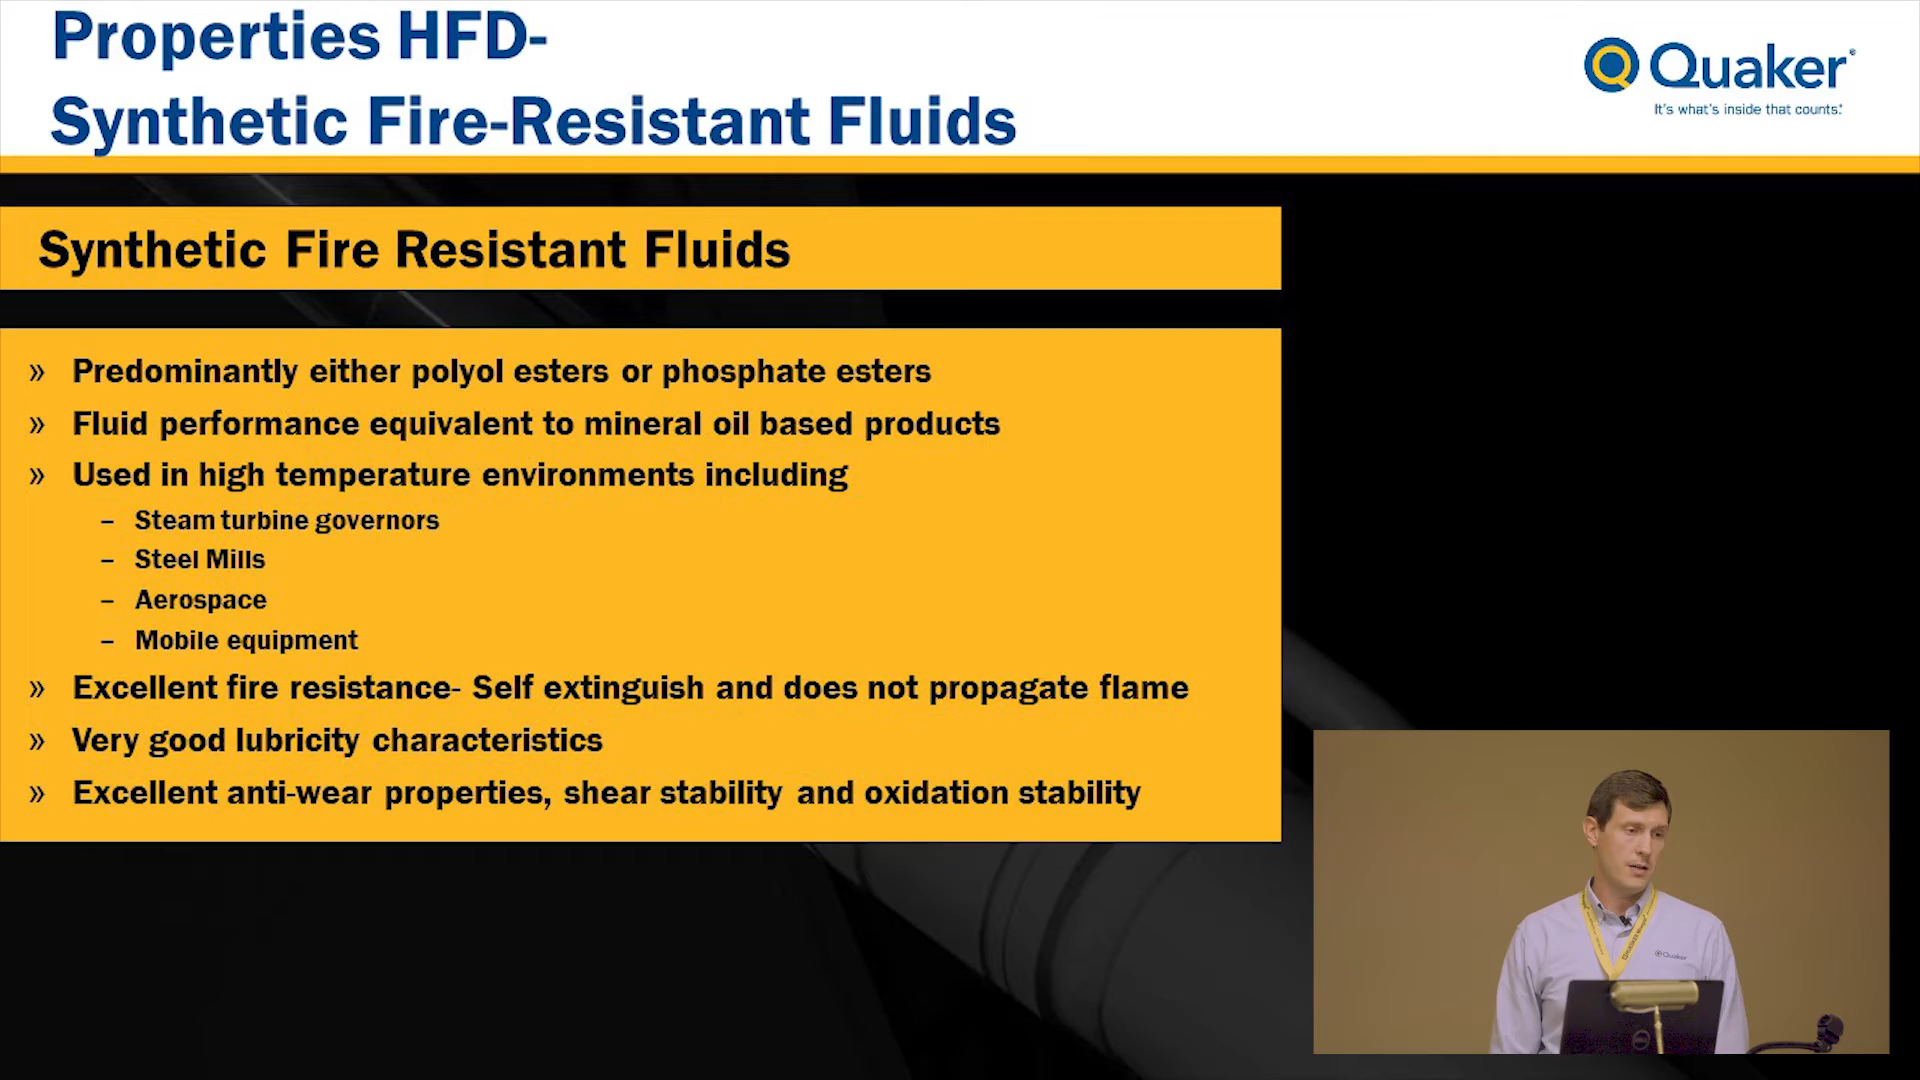 Properties HFD-
Synthetic Fire-Resistant Fluids
Quaker®
It's what's inside that counts.®
Synthetic Fire Resistant Fluids
» Predominantly either polyol esters or phosphate esters
» Fluid performance equivalent to mineral oil based products
» Used in high temperature environments including
– Steam turbine governors
– Steel Mills
– Aerospace
– Mobile equipment
» Excellent fire resistance- Self extinguish and does not propagate flame
» Very good lubricity characteristics
» Excellent anti-wear properties, shear stability and oxidation stability
Quaker
DELL